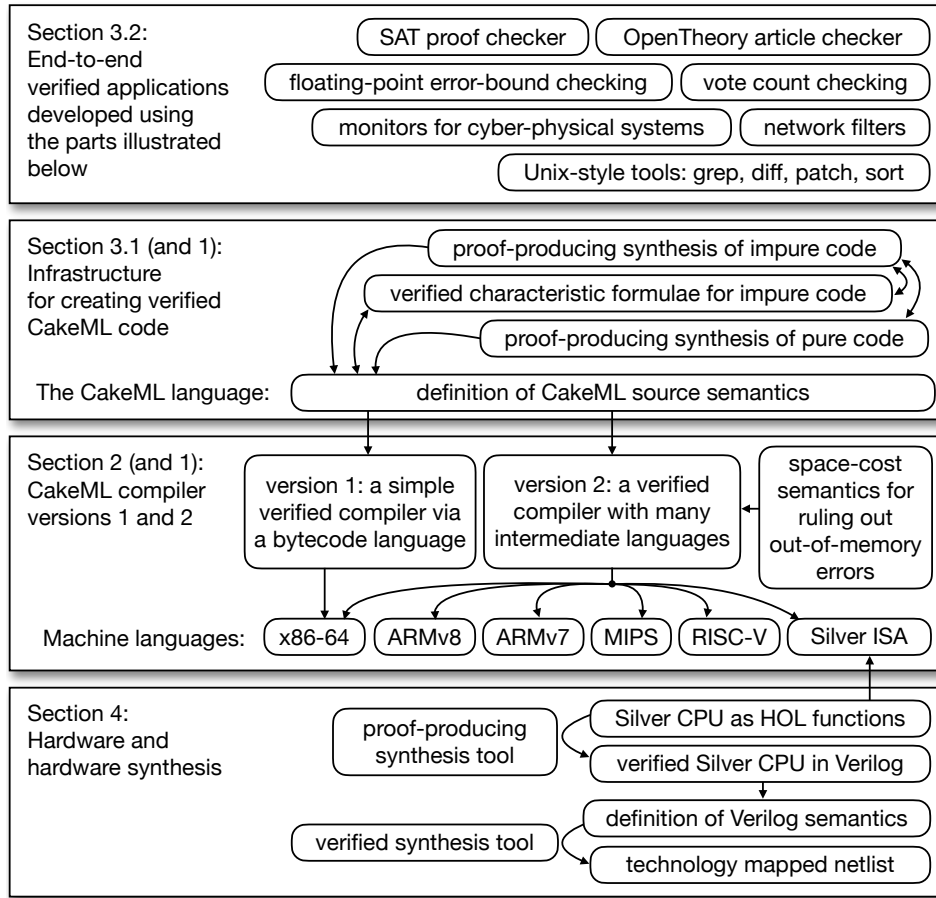 Section 3.2:
End-to-end
verified applications
developed using
the parts illustrated
below
SAT proof checker
OpenTheory article checker
floating-point error-bound checking
vote count checking
monitors for cyber-physical systems
network filters
Unix-style tools: grep, diff, patch, sort
Section 3.1 (and 1):
Infrastructure
for creating verified
CakeML code
proof-producing synthesis of impure code
verified characteristic formulae for impure code
proof-producing synthesis of pure code
The CakeML language:
definition of CakeML source semantics
Section 2 (and 1):
CakeML compiler
versions 1 and 2
version 1: a simple
verified compiler via
a bytecode language
version 2: a verified
compiler with many
intermediate languages
space-cost
semantics for
ruling out
out-of-memory
errors
Machine languages:
x86-64
ARMv8
ARMv7
MIPS
RISC-V
Silver ISA
Section 4:
Hardware and
hardware synthesis
proof-producing
synthesis tool
Silver CPU as HOL functions
verified Silver CPU in Verilog
verified synthesis tool
definition of Verilog semantics
technology mapped netlist